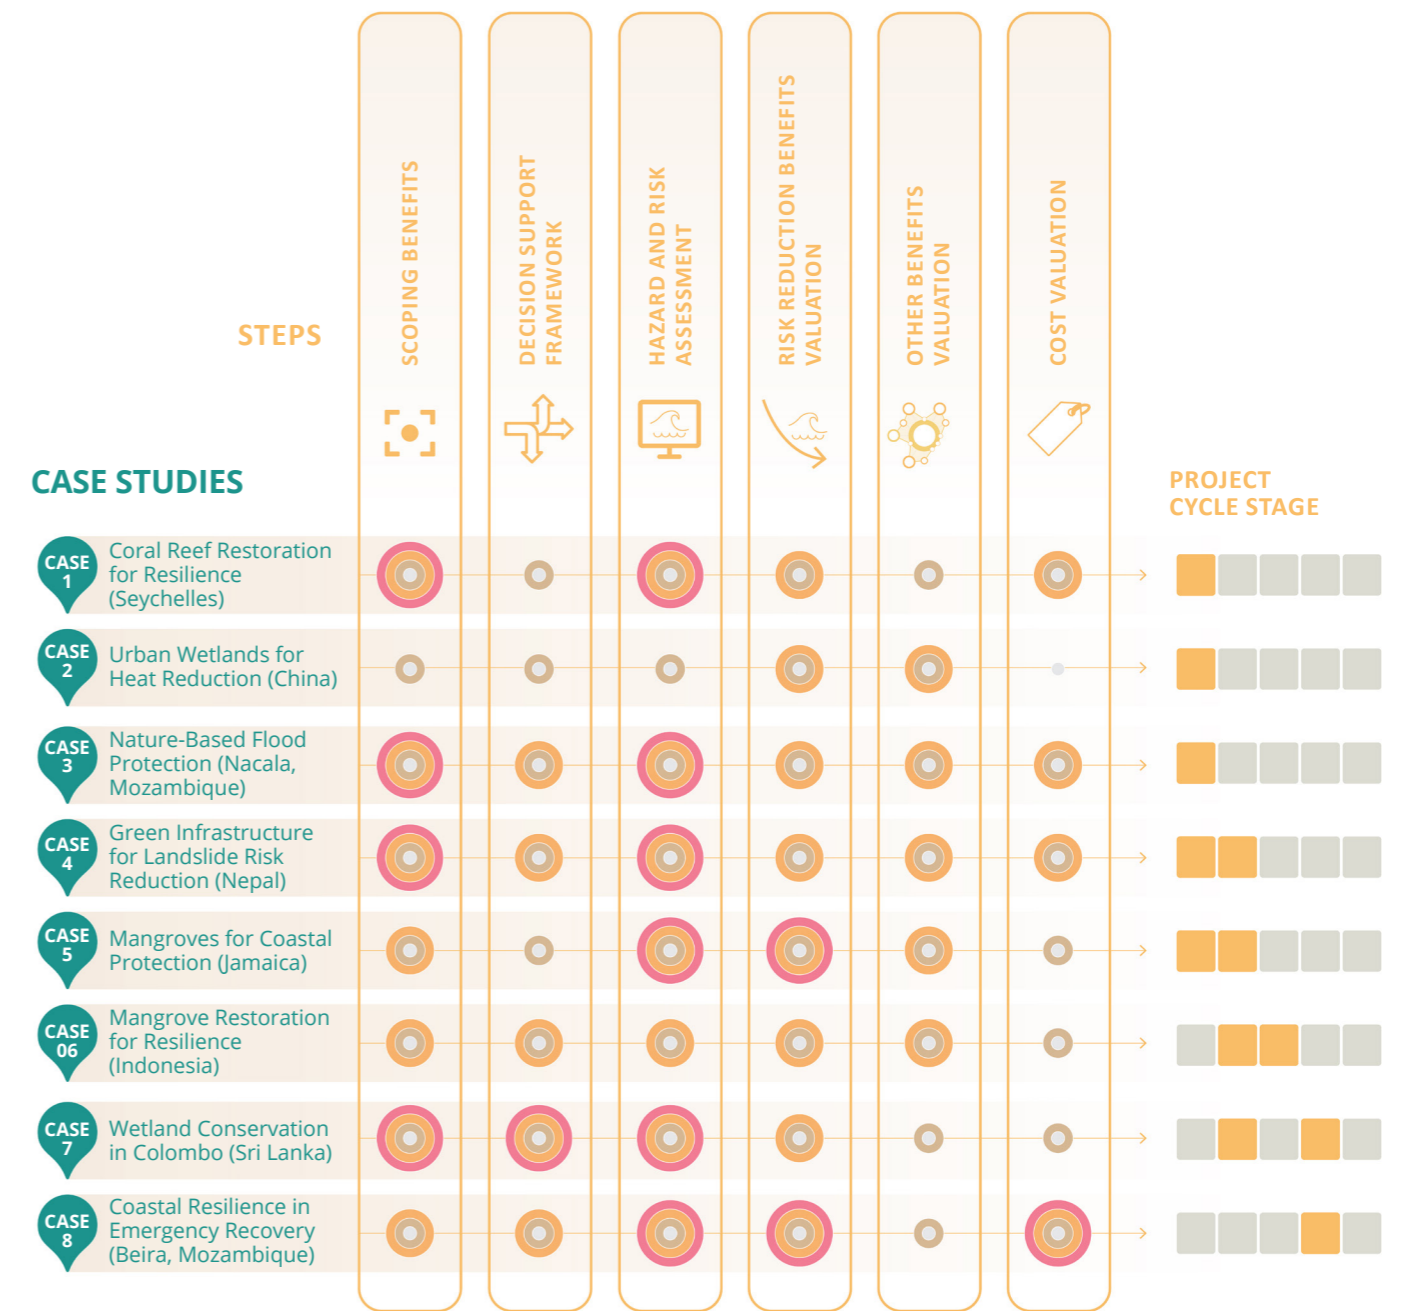 SCOPING BENEFITS
DECISION SUPPORT
FRAMEWORK
HAZARD AND RISK
ASSESSMENT
RISK REDUCTION BENEFITS
VALUATION
OTHER BENEFITS
VALUATION
COST VALUATION
STEPS
CASE STUDIES
PROJECT
CYCLE STAGE
CASE
1
Coral Reef Restoration
for Resilience
(Seychelles)
CASE
2
Urban Wetlands for
Heat Reduction (China)
CASE
3
Nature-Based Flood
Protection (Nacala,
Mozambique)
CASE
4
Green Infrastructure
for Landslide Risk
Reduction (Nepal)
CASE
5
Mangroves for Coastal
Protection (Jamaica)
CASE
06
Mangrove Restoration
for Resilience
(Indonesia)
CASE
7
Wetland Conservation
in Colombo (Sri Lanka)
CASE
8
Coastal Resilience in
Emergency Recovery
(Beira, Mozambique)